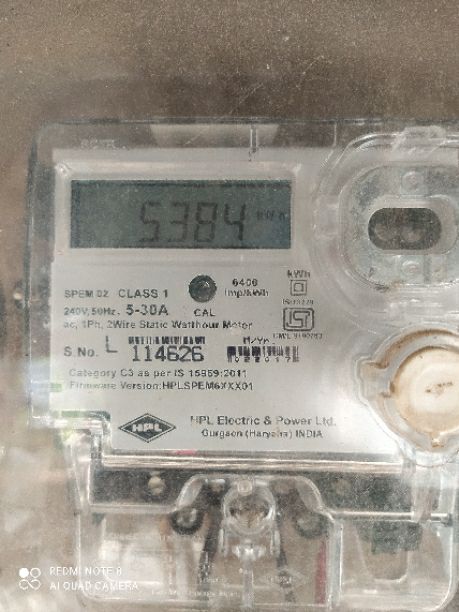 5384
kWh
SPEM 02 CLASS 1
240V, 50Hz. 5-30A
CAL
6400
Imp/kWh
ac, 1Ph, 2Wire Static Watthour Meter
S.No. L 114626
Category C3 as per IS 15959:2011
Firmware Version:HPLSPEM6XXX01
HPL
HPL Electric & Power Ltd.
Gurgaon (Haryana) INDIA
REDMI NOTE 8
AI QUAD CAMERA